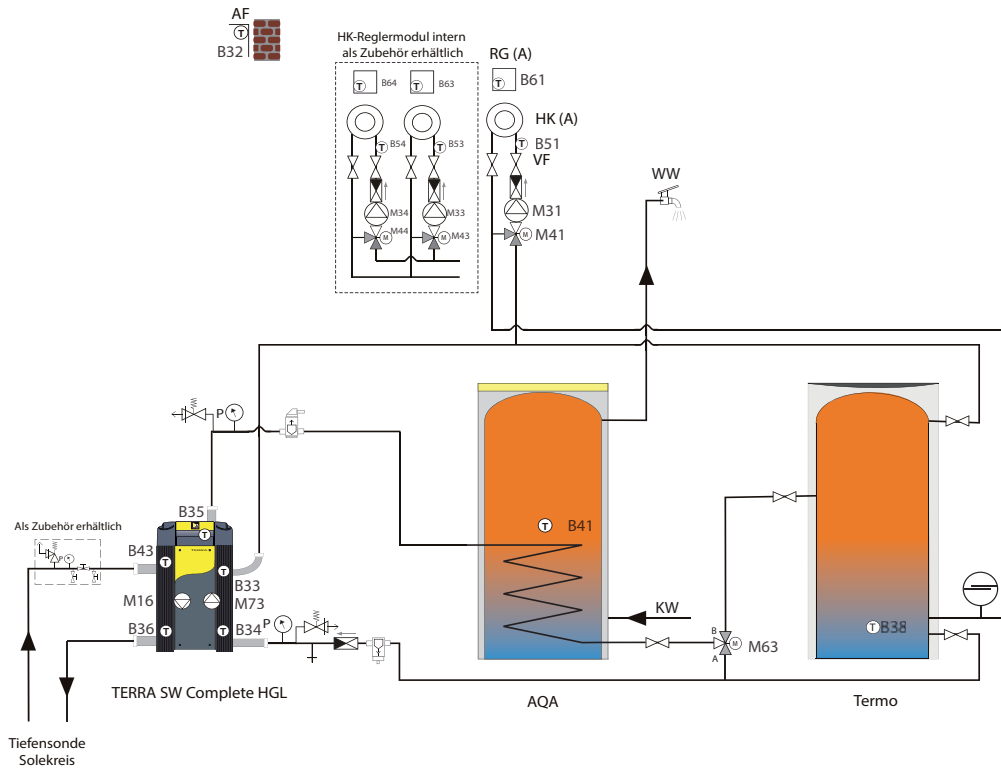 AF
T
B32
HK-Reglermodul intern
als Zubehör erhältlich
RG (A)
T B64
T B63
T B61
HK (A)
T B54
T B53
T B51
VF
WW
M34
M33
M31
M M44
M M43
M M41
P
B35
T
Als Zubehör erhältlich
P
B43
T
T
B33
T B41
M16
M73
B36
T
T
B34
P
KW
B
M M63
A
T B38
TERRA SW Complete HGL
AQA
Termo
Tiefensonde
Solekreis